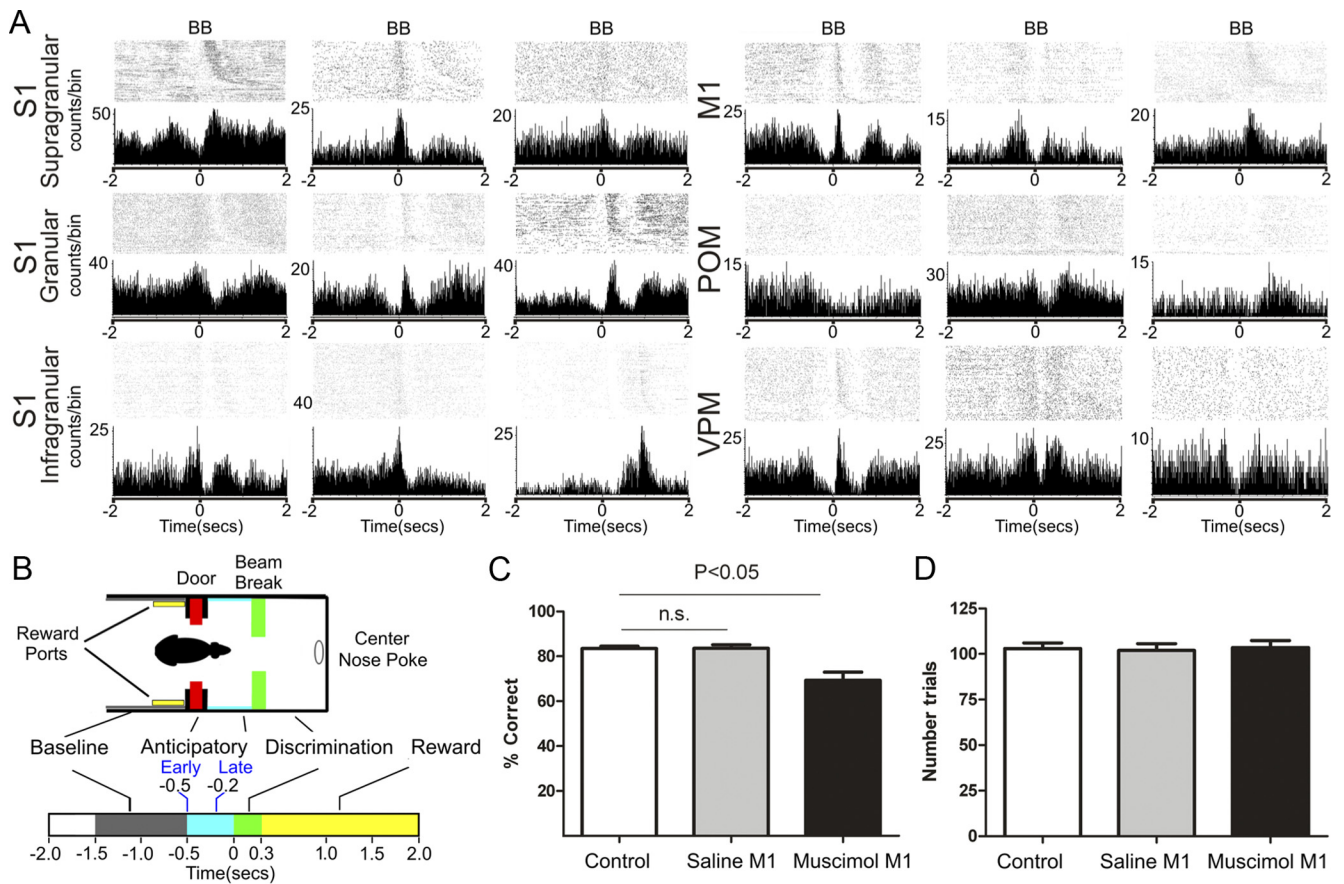 A
BB BB BB BB BB BB
S1
Supragranular
counts/bin
50
25
20
M1
25
15
20
-2 0 2 -2 0 2 -2 0 2 -2 0 2 -2 0 2 -2 0 2
S1
Granular
counts/bin
40
20
40
POM
15
30
15
-2 0 2 -2 0 2 -2 0 2 -2 0 2 -2 0 2 -2 0 2
S1
Infragranular
counts/bin
25
40
25
VPM
25
25
10
-2 0 2 -2 0 2 -2 0 2 -2 0 2 -2 0 2 -2 0 2
Time(secs) Time(secs) Time(secs) Time(secs) Time(secs) Time(secs)
B
Door
Beam
Break
Reward
Ports
Center
Nose Poke
Baseline Anticipatory Discrimination Reward
Early Late
-0.5 -0.2
-2.0 -1.5 -1.0 -0.5 0 0.3 1.0 1.5 2.0
Time(secs)
C
P<0.05
n.s.
% Correct
100
80
60
40
20
Control Saline M1 Muscimol M1
D
Number trials
125
100
75
50
25
0
Control Saline M1 Muscimol M1